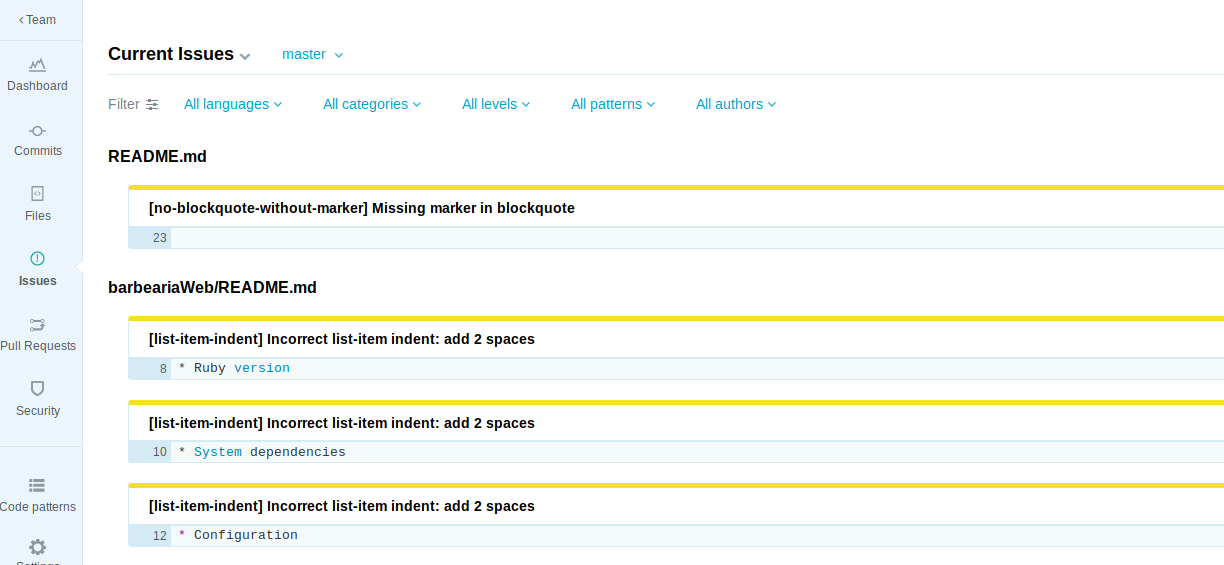 Team
Dashboard
Commits
Files
Issues
Pull Requests
Security
Code patterns
Settings
Current Issues master
Filter All languages All categories All levels All patterns All authors
README.md
[no-blockquote-without-marker] Missing marker in blockquote
23
barbeariaWeb/README.md
[list-item-indent] Incorrect list-item indent: add 2 spaces
8 * Ruby version
[list-item-indent] Incorrect list-item indent: add 2 spaces
10 * System dependencies
[list-item-indent] Incorrect list-item indent: add 2 spaces
12 * Configuration